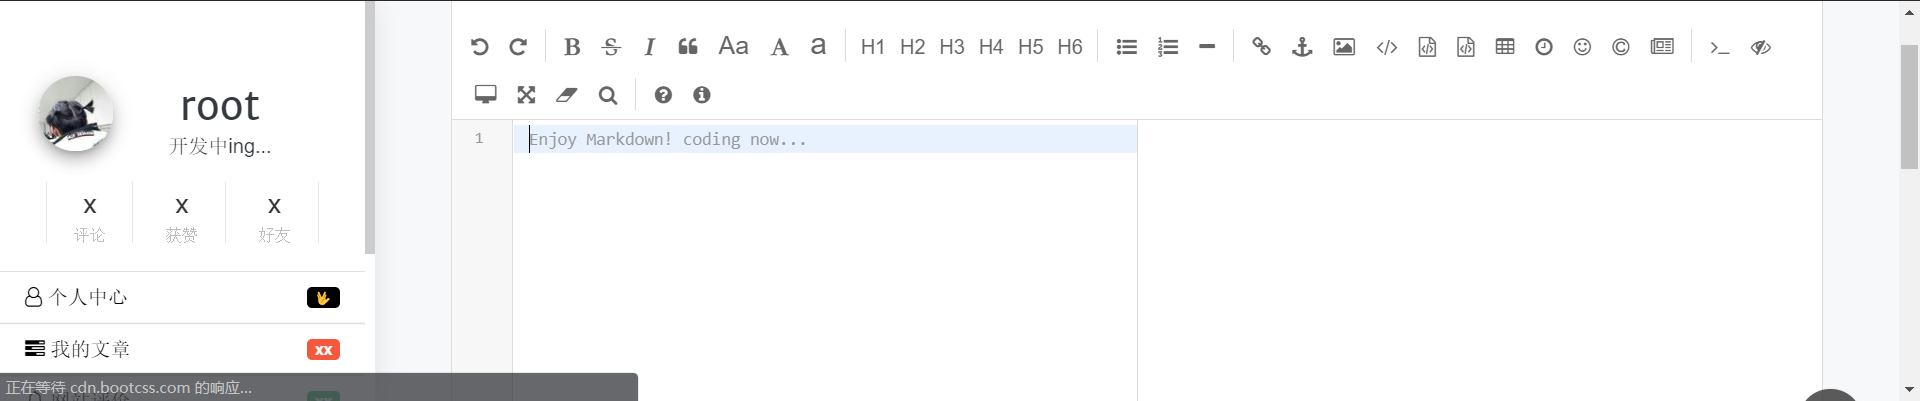 B S I Aa A a H1 H2 H3 H4 H5 H6
root
开发中ing...
1 Enjoy Markdown! coding now...
x x x
评论 获赞 好友
个人中心
我的文章 xx
正在等待 cdn.bootcss.com 的响应...